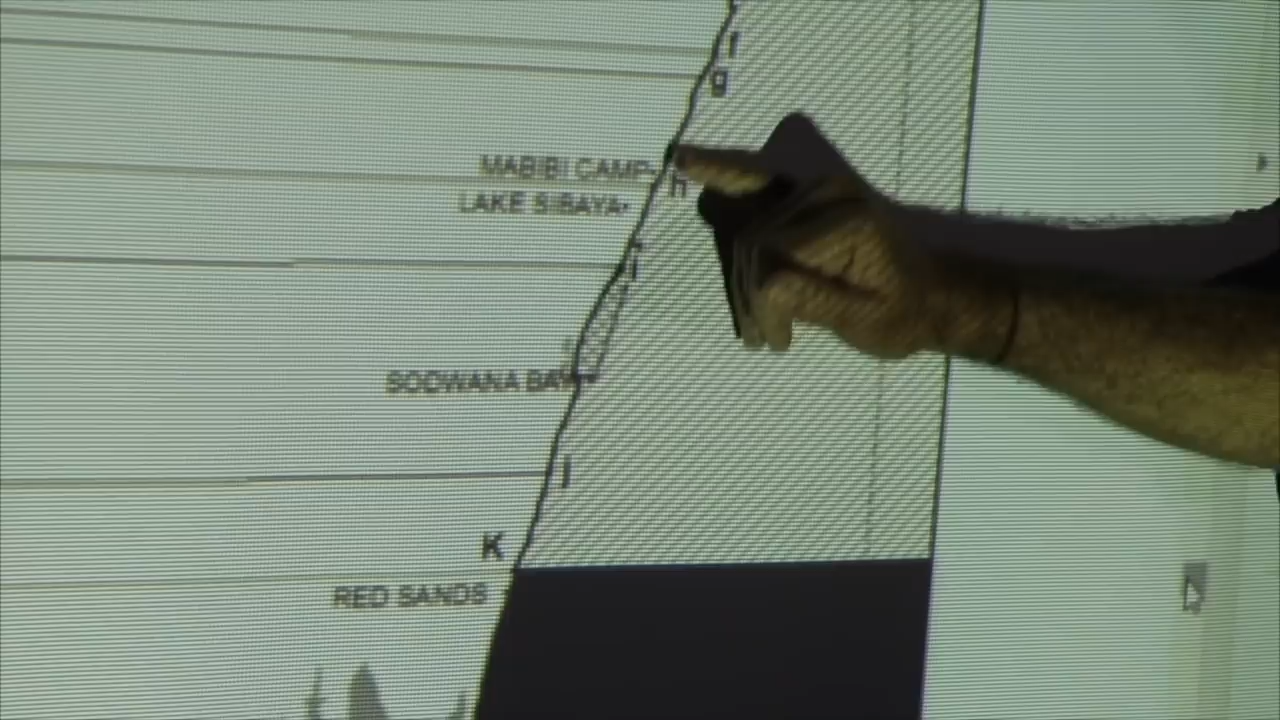 f
g
MABIBI CAMP
h
LAKE SIBAYA
i
SODWANA BAY
j
K
RED SANDS